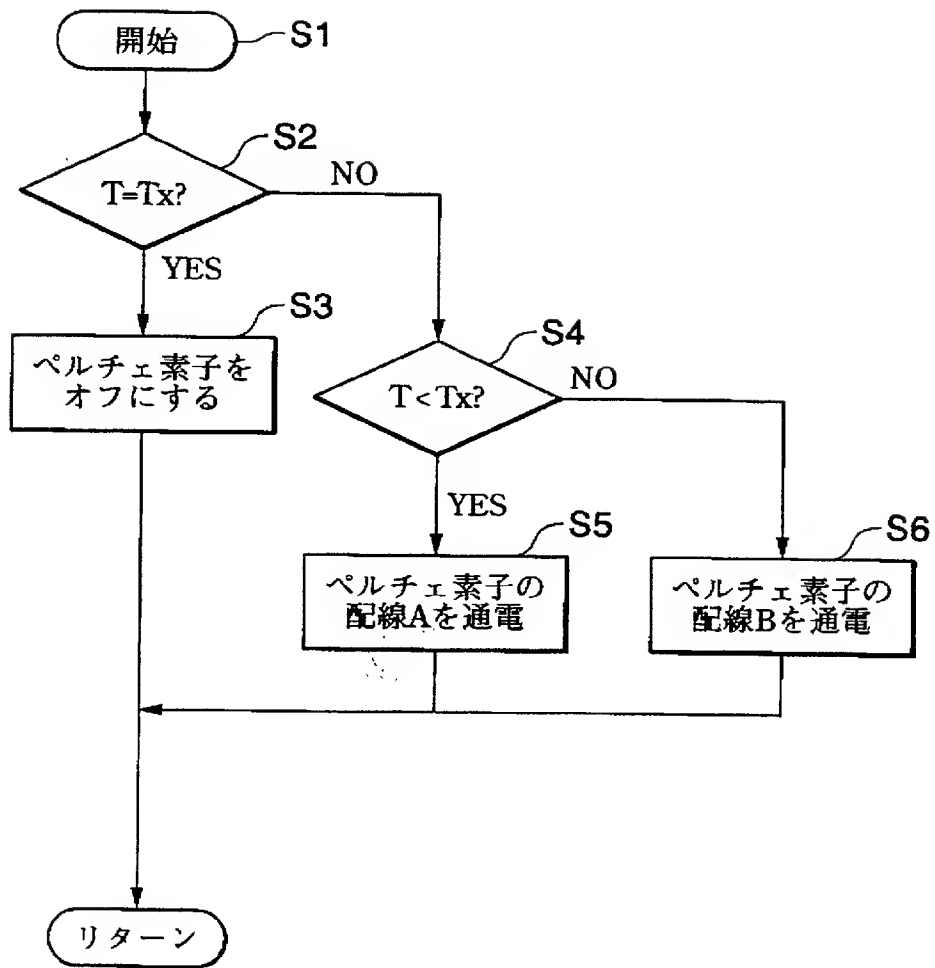 開始
S1
S2
T=Tx?
NO
YES
S3
ペルチェ素子を
オフにする
S4
T<Tx?
NO
YES
S5
ペルチェ素子の
配線Aを通電
S6
ペルチェ素子の
配線Bを通電
リターン